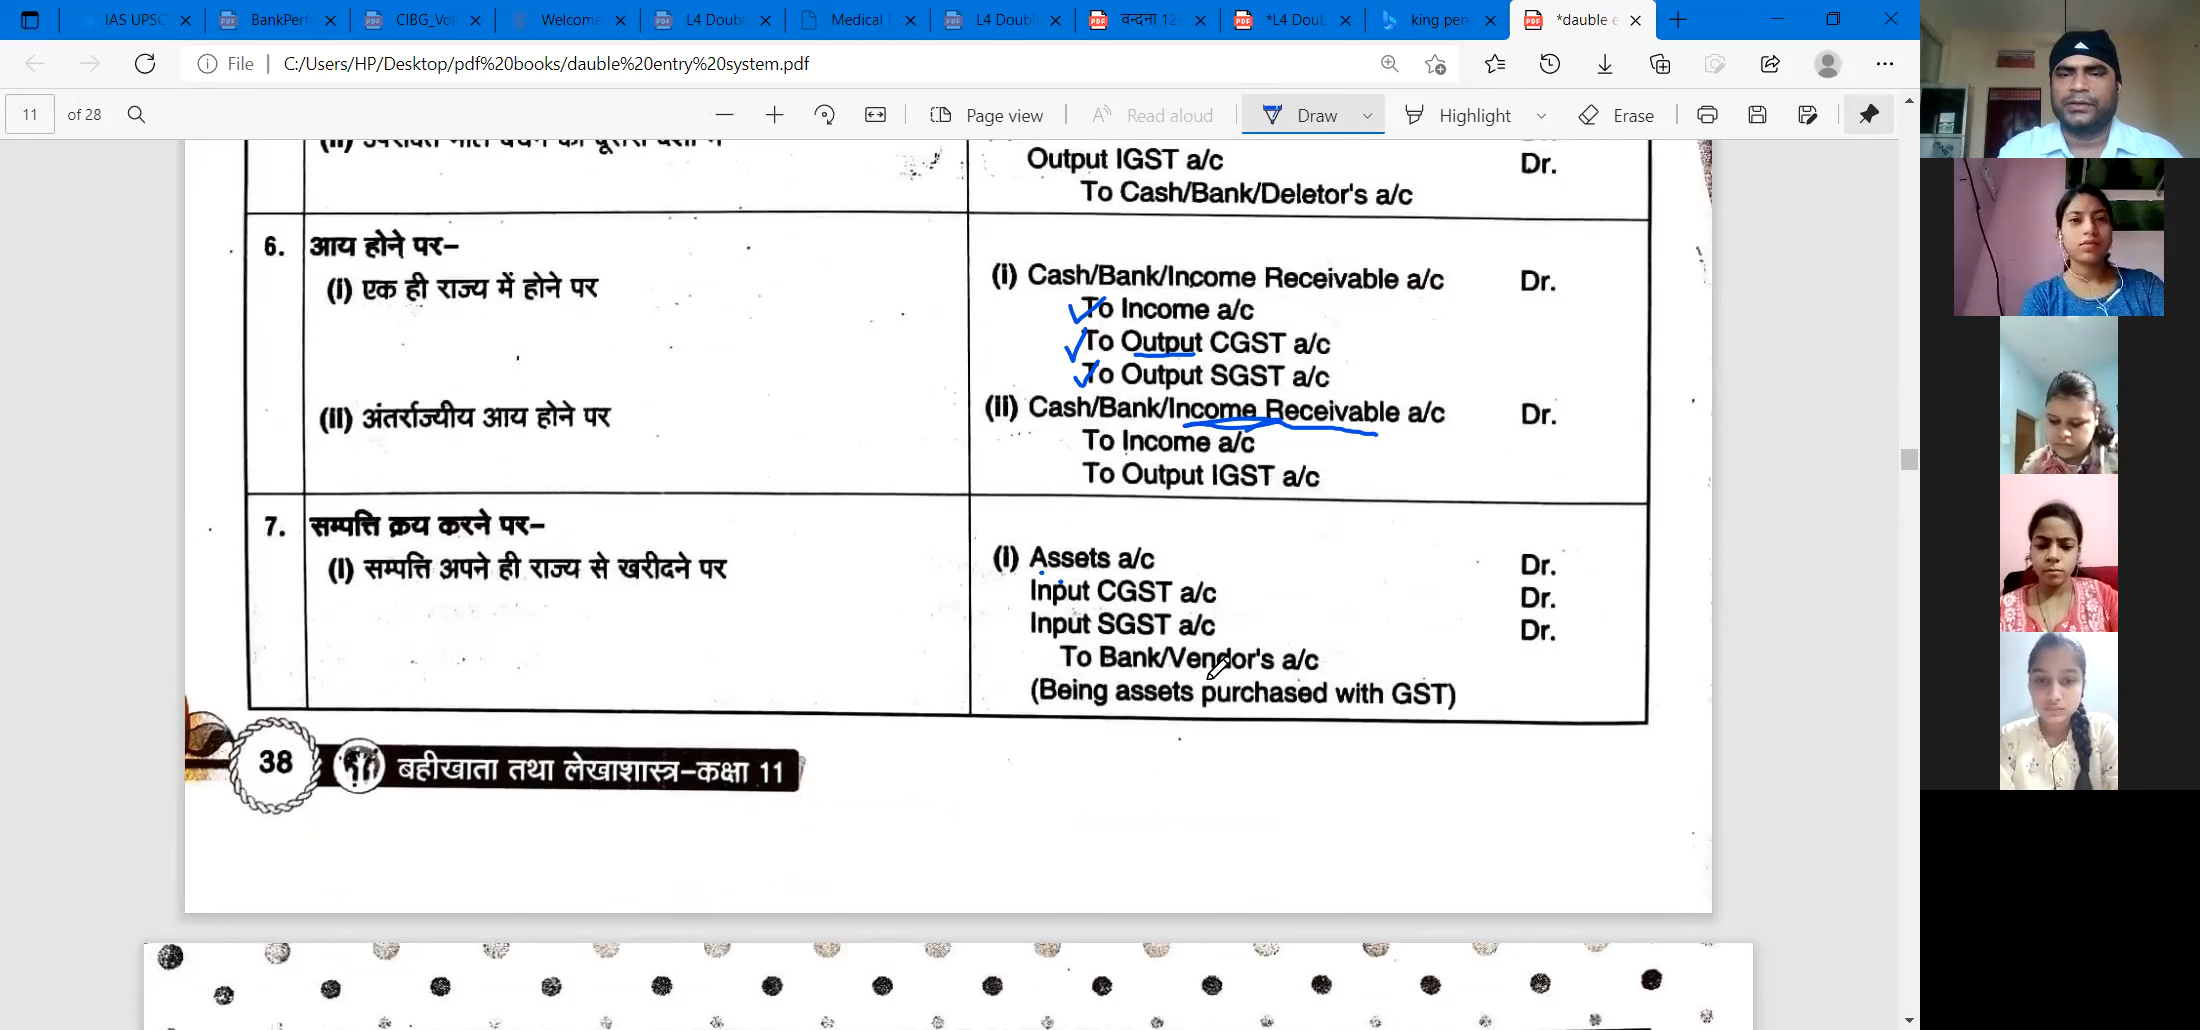 IAS UPSC
BankPerf
CIBG_Vol
Welcome
L4 Doubl
Medical
L4 Doubl
वन्दना 12
*L4 Doub
king pen
*dauble e
File
C:/Users/HP/Desktop/pdf%20books/dauble%20entry%20system.pdf
11 of 28
Page view
Read aloud
Draw
Highlight
Erase
Output IGST a/c Dr.
To Cash/Bank/Deletor's a/c
6. आय होने पर–
(i) एक ही राज्य में होने पर
(i) Cash/Bank/Income Receivable a/c Dr.
To Income a/c
To Output CGST a/c
To Output SGST a/c
(ii) अंतर्राज्यीय आय होने पर
(ii) Cash/Bank/Income Receivable a/c Dr.
To Income a/c
To Output IGST a/c
7. सम्पत्ति क्रय करने पर–
(i) सम्पत्ति अपने ही राज्य से खरीदने पर
(i) Assets a/c Dr.
Input CGST a/c Dr.
Input SGST a/c Dr.
To Bank/Vendor's a/c
(Being assets purchased with GST)
38 बहीखाता तथा लेखाशास्त्र–कक्षा 11